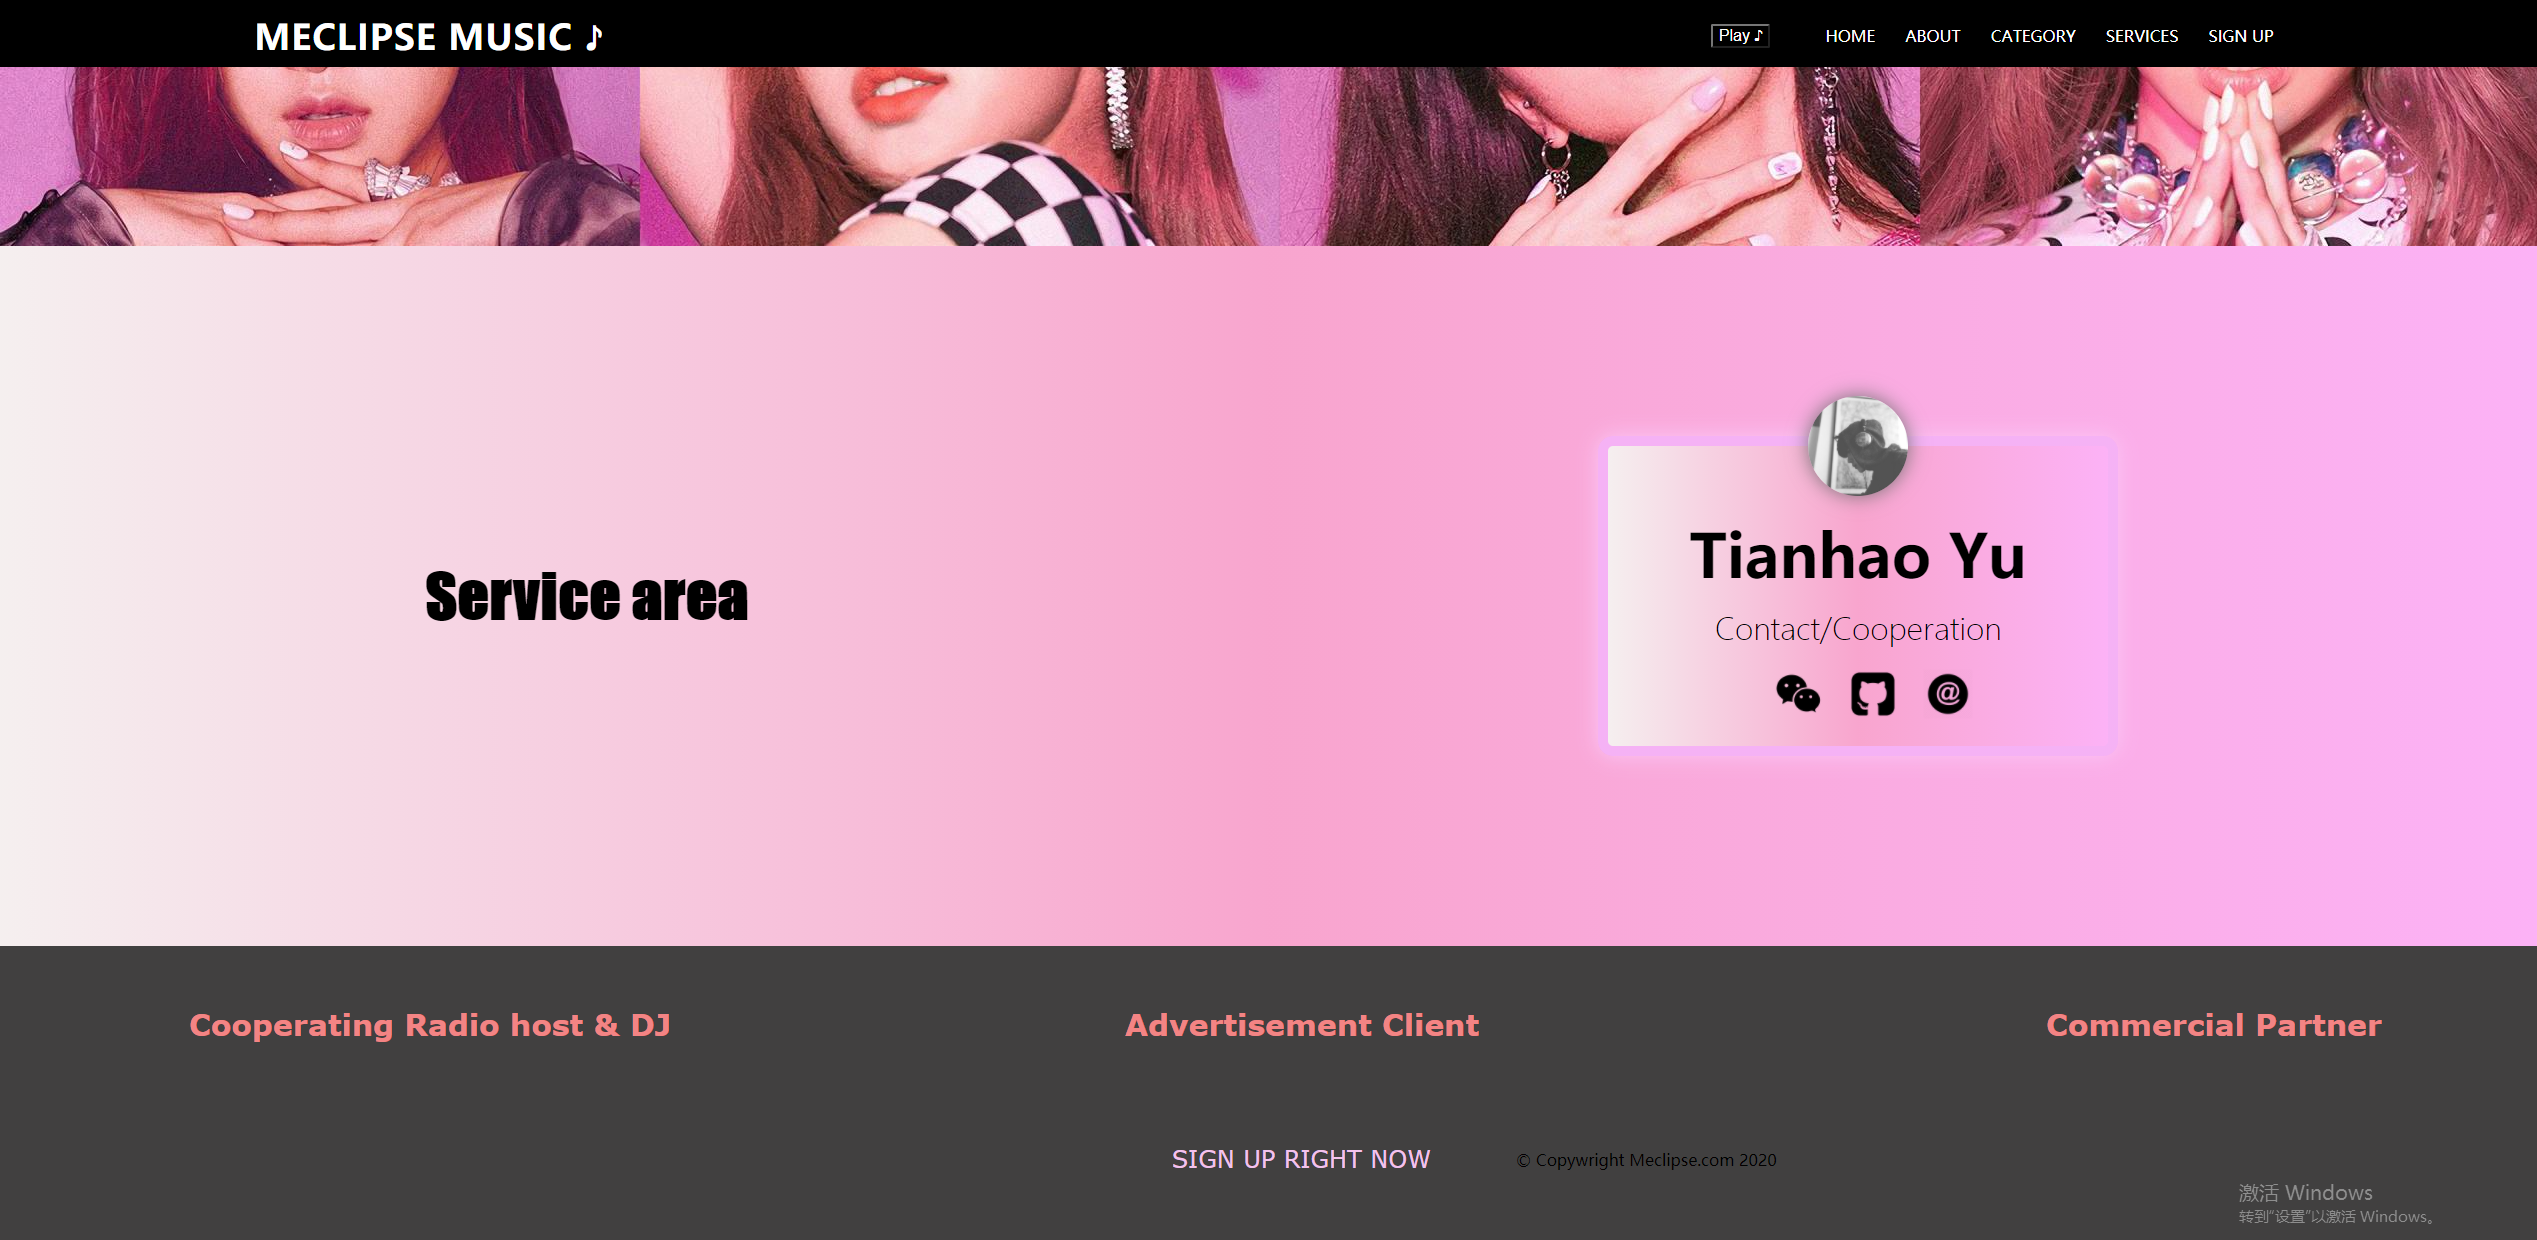 MECLIPSE MUSIC ♪
Play ♪
HOME
ABOUT
CATEGORY
SERVICES
SIGN UP
Service area
Tianhao Yu
Contact/Cooperation
@
Cooperating Radio host & DJ
Advertisement Client
Commercial Partner
SIGN UP RIGHT NOW
© Copywright Meclipse.com 2020
激活 Windows
转到"设置"以激活 Windows。